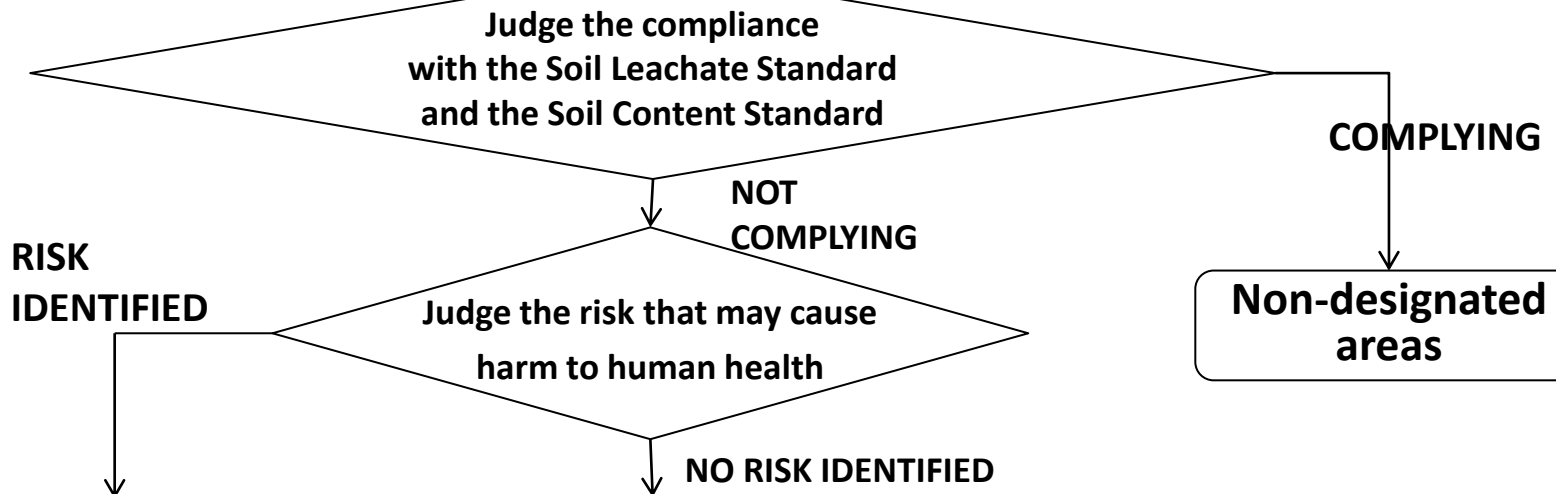 Judge the compliance
with the Soil Leachate Standard
and the Soil Content Standard
COMPLYING
NOT
COMPLYING
RISK
IDENTIFIED
Judge the risk that may cause
harm to human health
Non-designated
areas
NO RISK IDENTIFIED